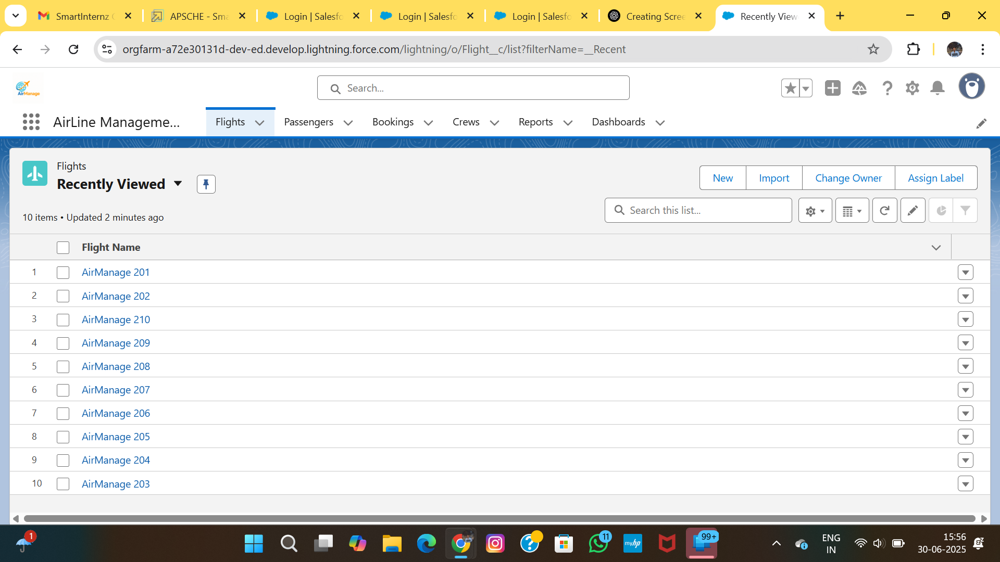 SmartInternz
APSCHE - Sma
Login | Salesfo
Login | Salesfo
Login | Salesfo
Creating Scree
Recently View
orgfarm-a72e30131d-dev-ed.develop.lightning.force.com/lightning/o/Flight__c/list?filterName=__Recent
AirManage
Search...
AirLine Manageme...
Flights
Passengers
Bookings
Crews
Reports
Dashboards
Flights
Recently Viewed
New
Import
Change Owner
Assign Label
10 items • Updated 2 minutes ago
Search this list...
Flight Name
1 AirManage 201
2 AirManage 202
3 AirManage 210
4 AirManage 209
5 AirManage 208
6 AirManage 207
7 AirManage 206
8 AirManage 205
9 AirManage 204
10 AirManage 203
1
11
myhp
99+
ENG
IN
15:56
30-06-2025